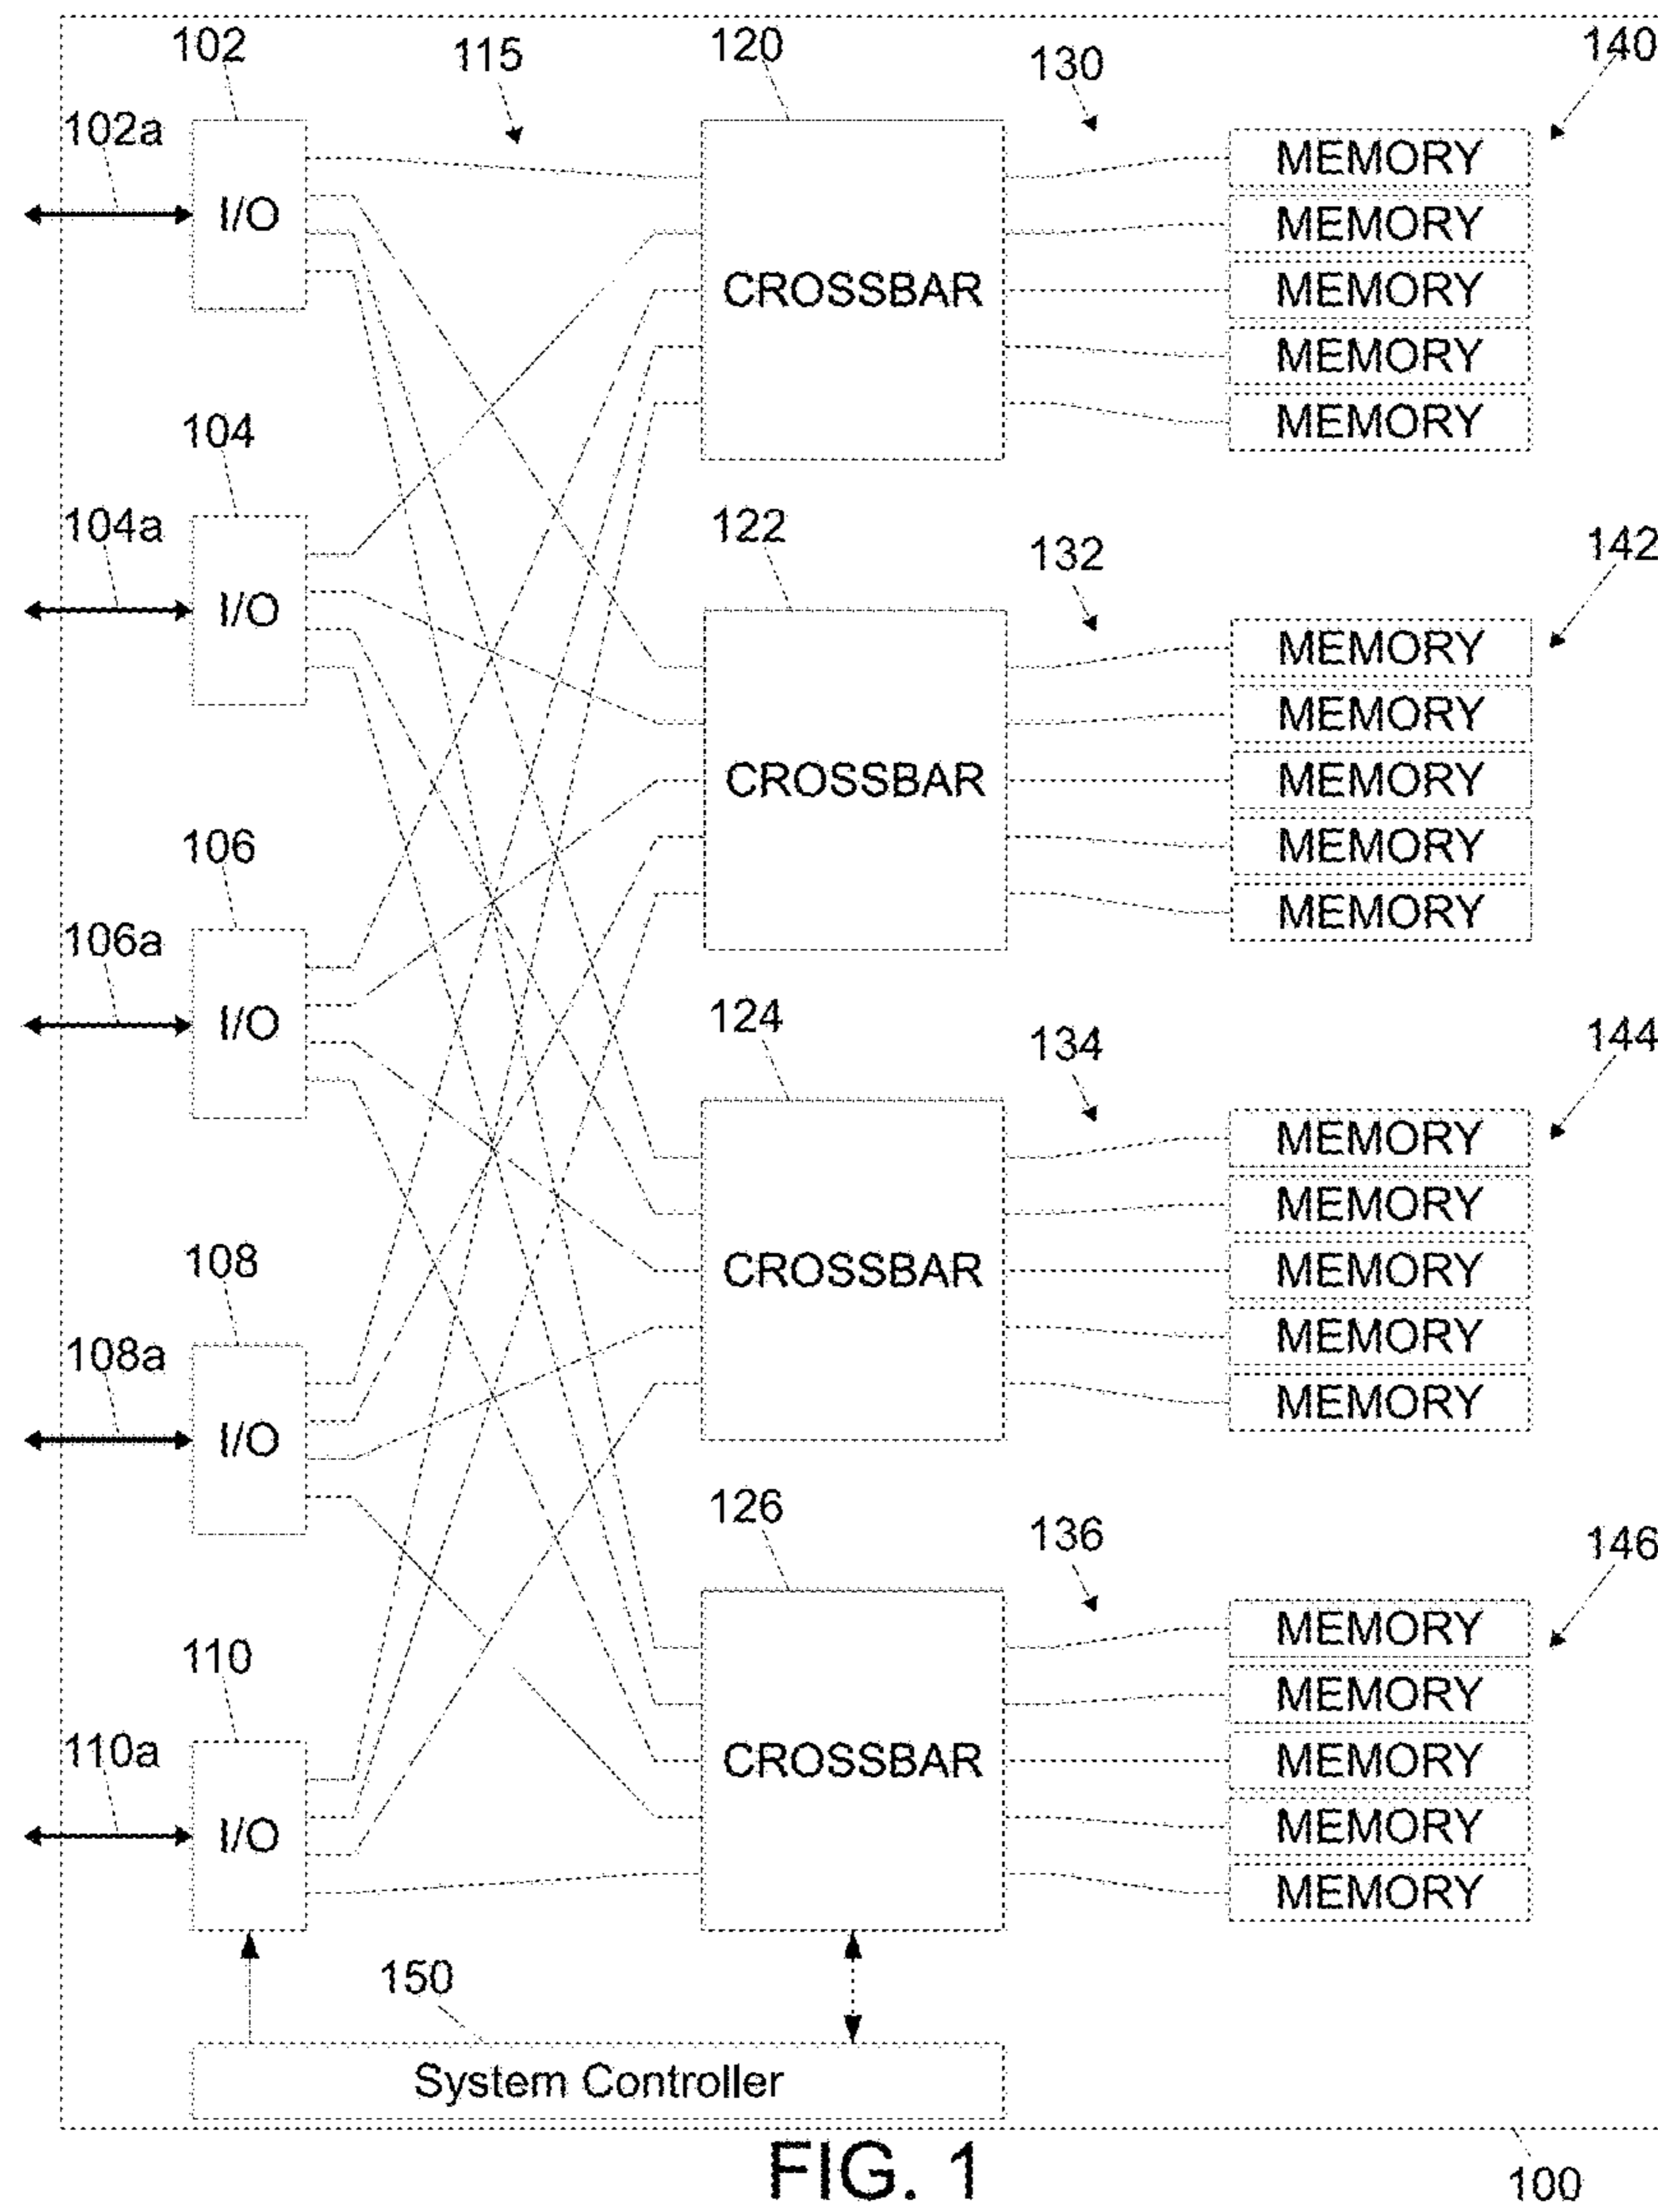 102 115 120 130 140
102a
I/O
CROSSBAR
MEMORY
MEMORY
MEMORY
MEMORY
MEMORY
104 122 132 142
104a
I/O
CROSSBAR
MEMORY
MEMORY
MEMORY
MEMORY
MEMORY
106 124 134 144
106a
I/O
CROSSBAR
MEMORY
MEMORY
MEMORY
MEMORY
MEMORY
108 126 136 146
108a
I/O
CROSSBAR
MEMORY
MEMORY
MEMORY
MEMORY
MEMORY
110
110a
I/O
150
System Controller
FIG. 1
100